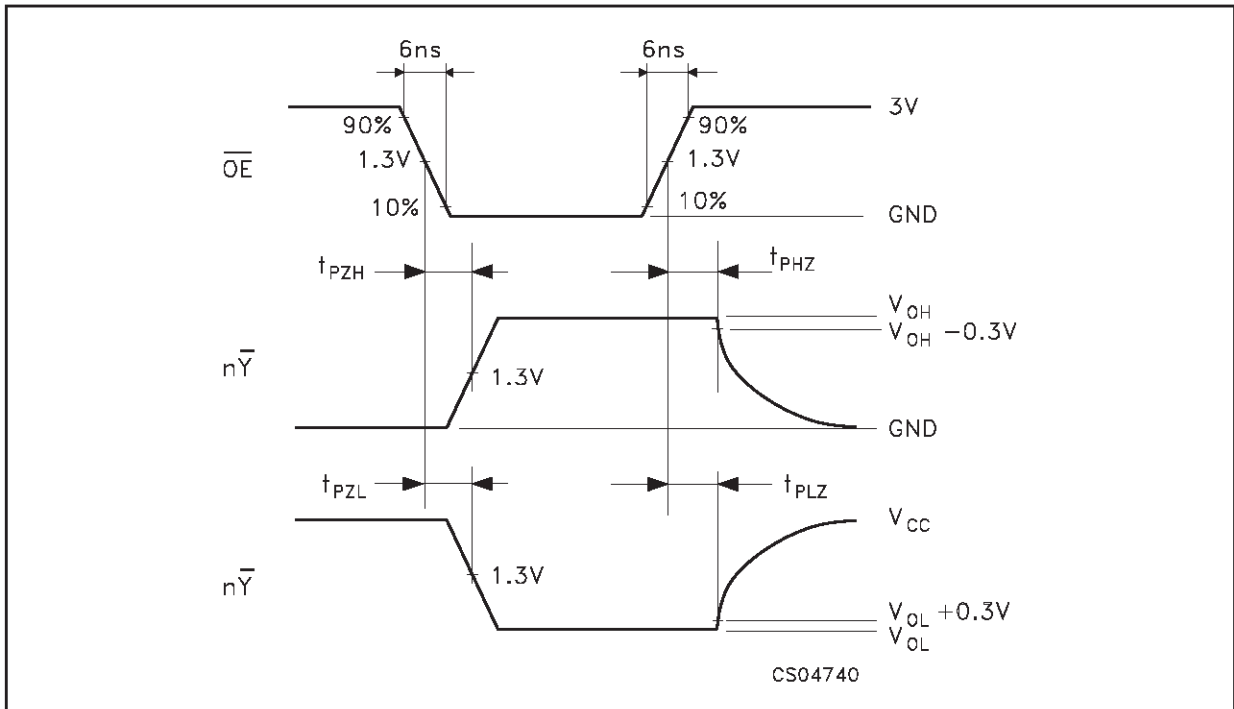 6ns 6ns
3V
90% 90%
O̅E̅ 1.3V 1.3V
10% 10%
GND
tPZH tPHZ
VOH
VOH −0.3V
nY̅ 1.3V
GND
tPZL tPLZ
VCC
nY̅ 1.3V
VOL +0.3V
VOL
CS04740